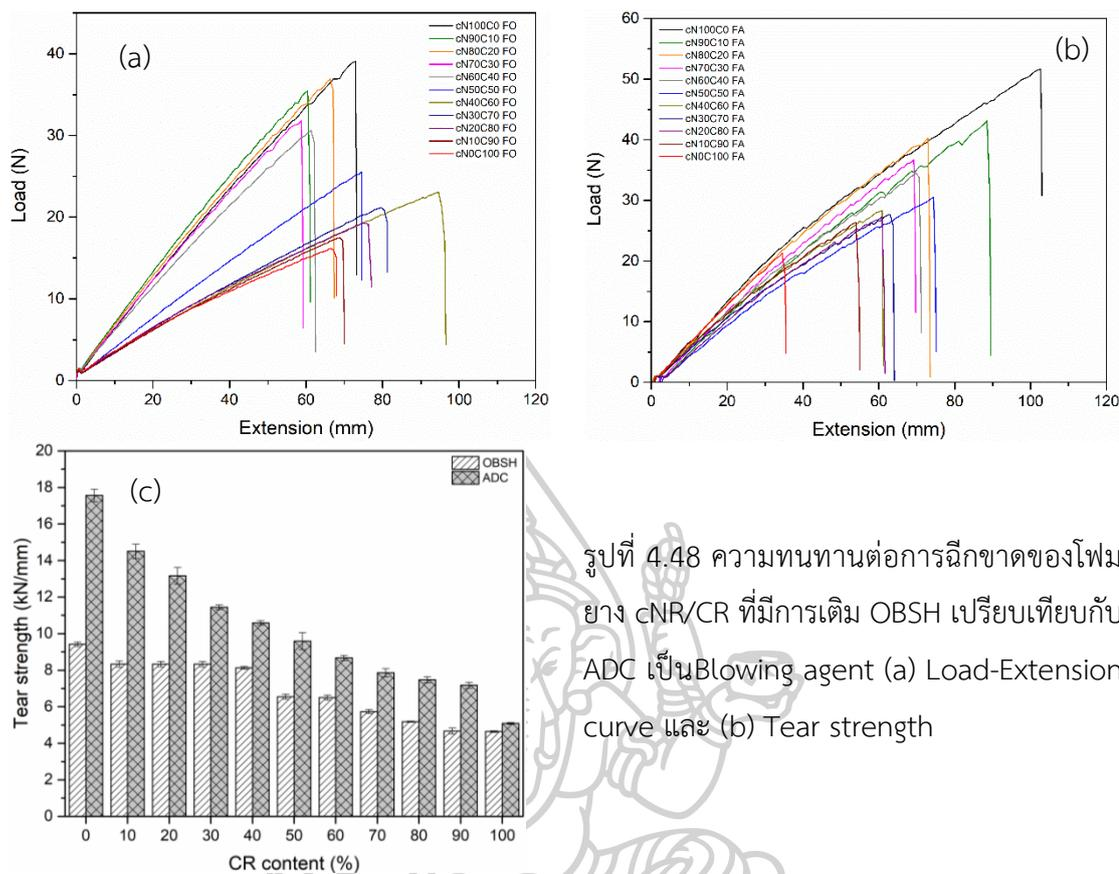 (a)
cN100C0 FO
cN90C10 FO
cN80C20 FO
cN70C30 FO
cN60C40 FO
cN50C50 FO
cN40C60 FO
cN30C70 FO
cN20C80 FO
cN10C90 FO
cN0C100 FO
40
30
20
10
0
Load (N)
0 20 40 60 80 100 120
Extension (mm)
(b)
cN100C0 FA
cN90C10 FA
cN80C20 FA
cN70C30 FA
cN60C40 FA
cN50C50 FA
cN40C60 FA
cN30C70 FA
cN20C80 FA
cN10C90 FA
cN0C100 FA
60
50
40
30
20
10
0
Load (N)
0 20 40 60 80 100 120
Extension (mm)
(c)
OBSH
ADC
20
18
16
14
12
10
8
6
4
2
0
Tear strength (kN/mm)
0 10 20 30 40 50 60 70 80 90 100
CR content (%)
รูปที่ 4.48 ความทนทานต่อการฉีกขาดของโฟม
ยาง cNR/CR ที่มีการเติม OBSH เปรียบเทียบกับ
ADC เป็นBlowing agent (a) Load-Extension
curve และ (b) Tear strength